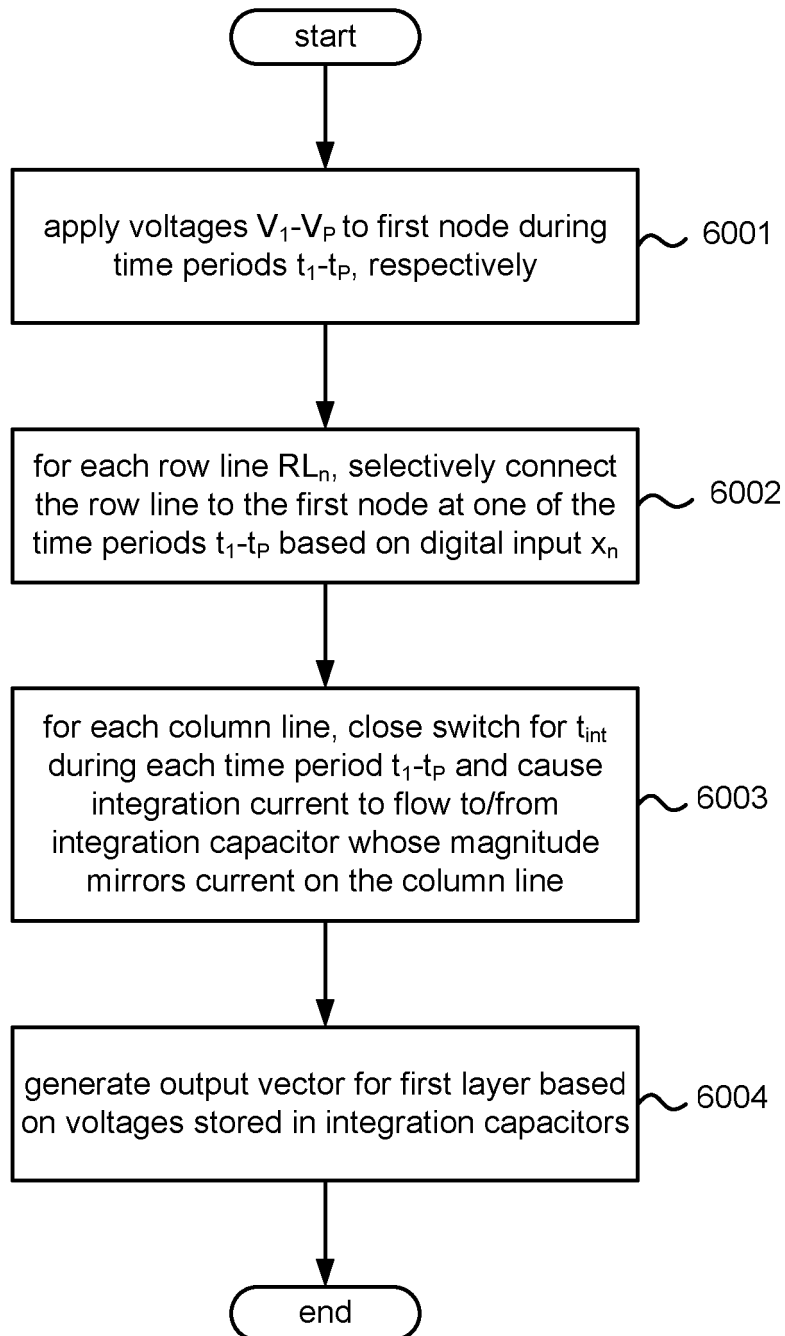 start
apply voltages V₁-Vₚ to first node during
time periods t₁-tₚ, respectively
6001
for each row line RLₙ, selectively connect
the row line to the first node at one of the
time periods t₁-tₚ based on digital input xₙ
6002
for each column line, close switch for tᵢₙₜ
during each time period t₁-tₚ and cause
integration current to flow to/from
integration capacitor whose magnitude
mirrors current on the column line
6003
generate output vector for first layer based
on voltages stored in integration capacitors
6004
end